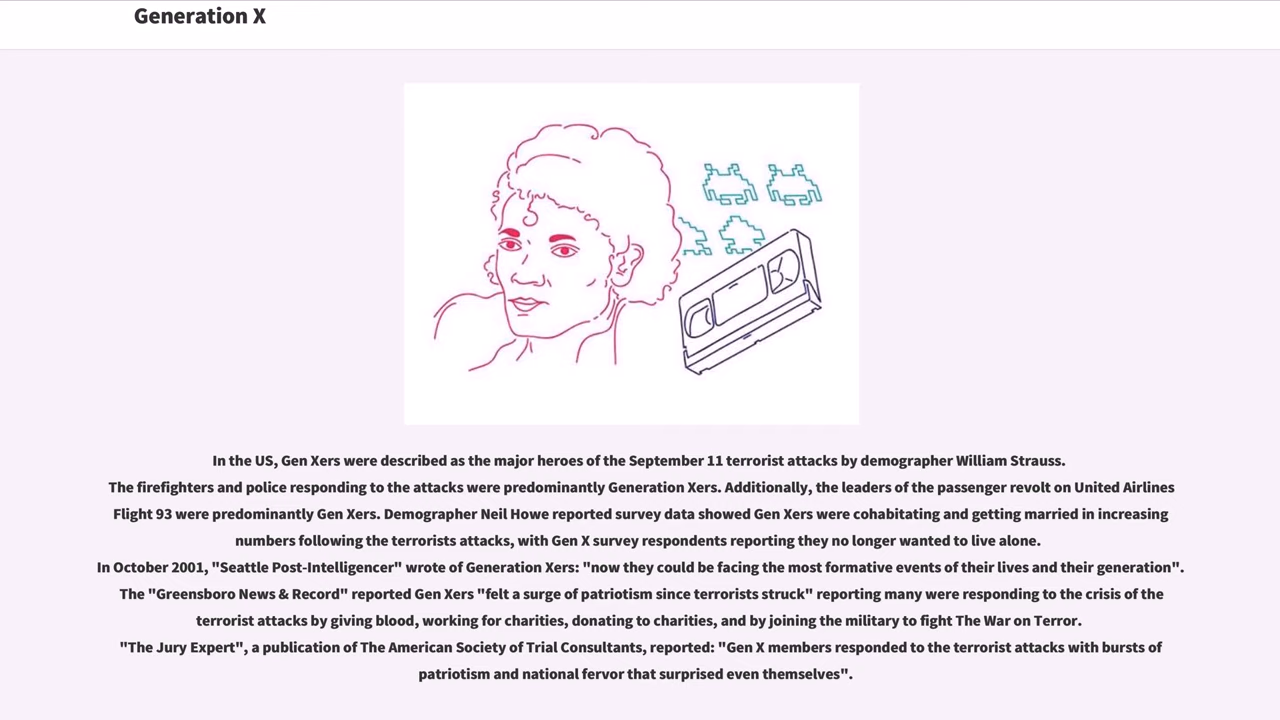 Generation X
In the US, Gen Xers were described as the major heroes of the September 11 terrorist attacks by demographer William Strauss.
The firefighters and police responding to the attacks were predominantly Generation Xers. Additionally, the leaders of the passenger revolt on United Airlines
Flight 93 were predominantly Gen Xers. Demographer Neil Howe reported survey data showed Gen Xers were cohabitating and getting married in increasing
numbers following the terrorists attacks, with Gen X survey respondents reporting they no longer wanted to live alone.
In October 2001, "Seattle Post-Intelligencer" wrote of Generation Xers: "now they could be facing the most formative events of their lives and their generation".
The "Greensboro News & Record" reported Gen Xers "felt a surge of patriotism since terrorists struck" reporting many were responding to the crisis of the
terrorist attacks by giving blood, working for charities, donating to charities, and by joining the military to fight The War on Terror.
"The Jury Expert", a publication of The American Society of Trial Consultants, reported: "Gen X members responded to the terrorist attacks with bursts of
patriotism and national fervor that surprised even themselves".